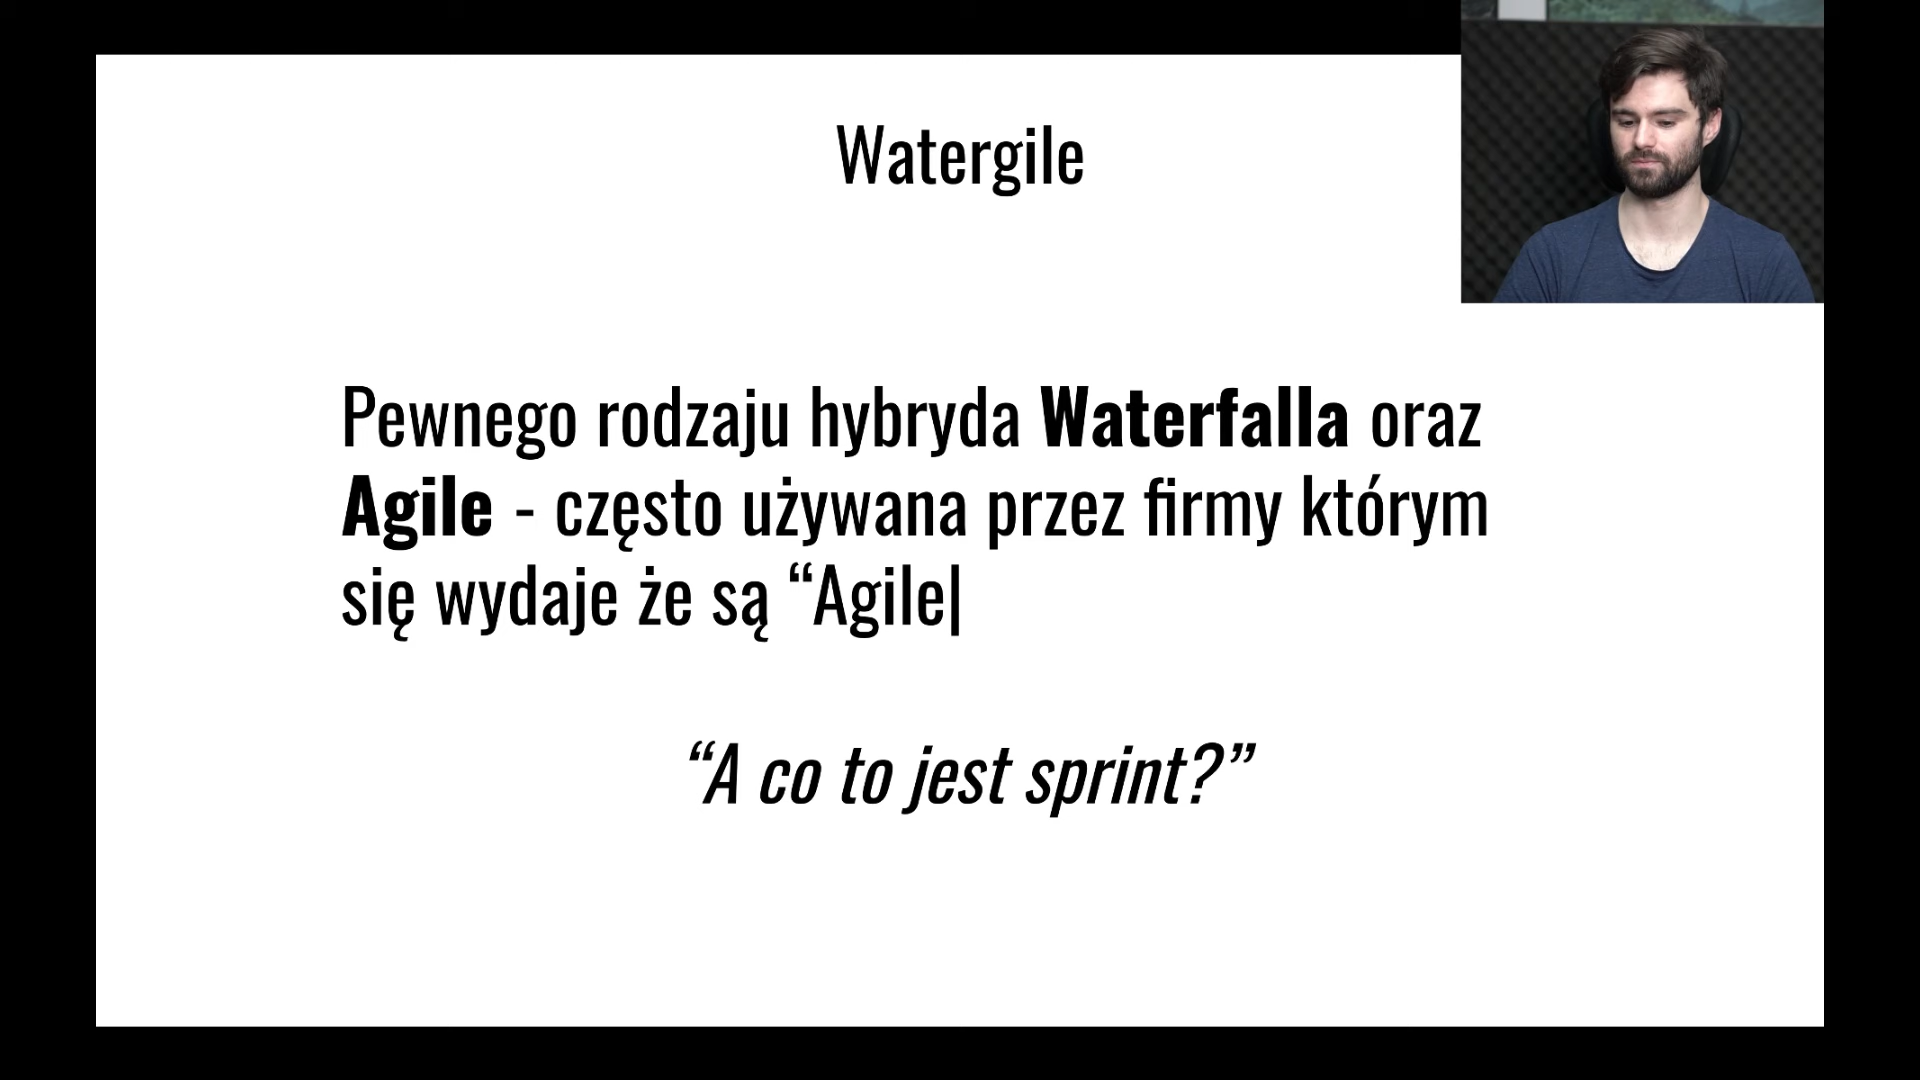 Watergile
Pewnego rodzaju hybryda Waterfalla oraz
Agile - często używana przez firmy którym
się wydaje że są “Agile|
“A co to jest sprint?”